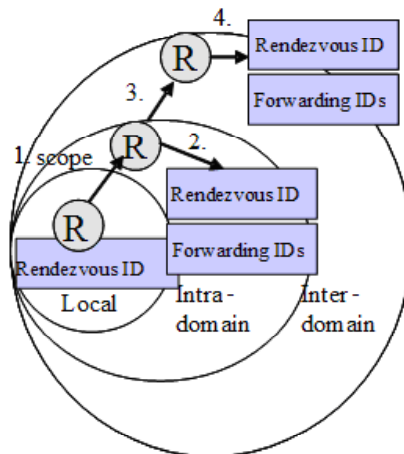 4.
R
Rendezvous ID
3.
Forwarding IDs
1. scope
R
2.
Rendezvous ID
R
Forwarding IDs
Rendezvous ID
Local
Intra-
domain
Inter-
domain